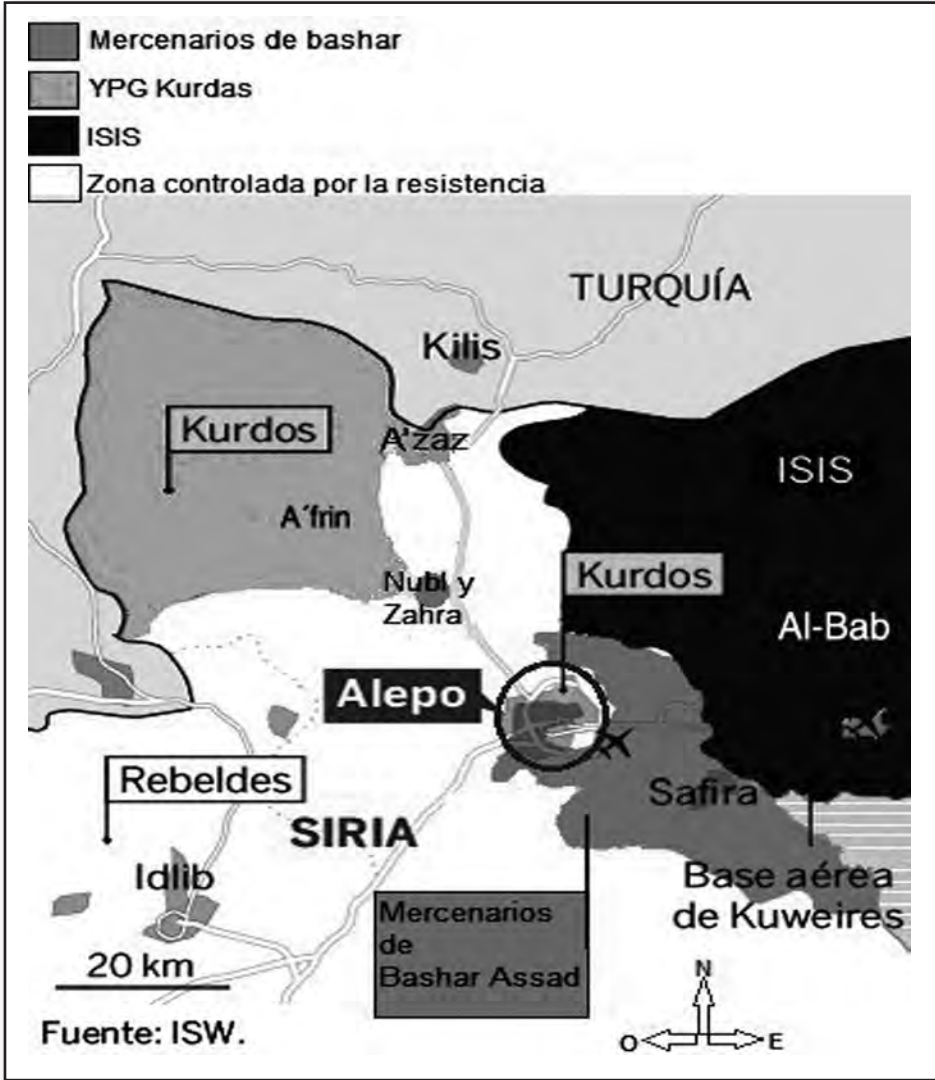 Mercenarios de bashar
YPG Kurdas
ISIS
Zona controlada por la resistencia
TURQUÍA
Kilis
Kurdos
A'zaz
ISIS
A´frin
Nubl y
Zahra
Kurdos
Al-Bab
Alepo
Rebeldes
Safira
SIRIA
Idlib
Base aérea
de Kuweires
Mercenarios
de
Bashar Assad
20 km
Fuente: ISW.
N
O
E